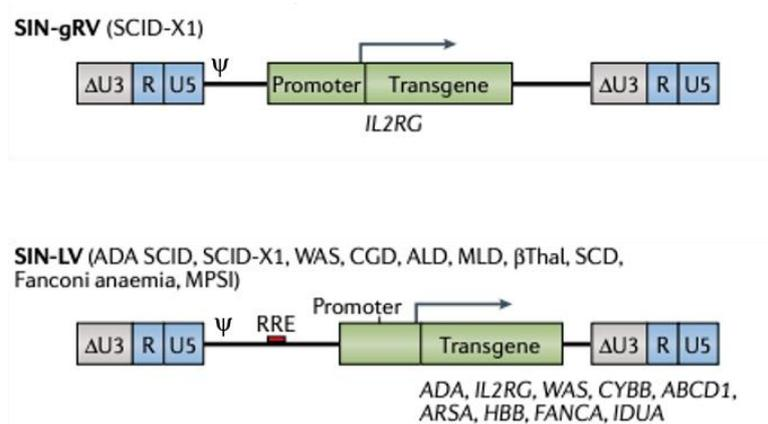 SIN-gRV (SCID-X1)
ΔU3 R U5 ψ Promoter Transgene ΔU3 R U5
IL2RG
SIN-LV (ADA SCID, SCID-X1, WAS, CGD, ALD, MLD, βThal, SCD,
Fanconi anaemia, MPSI)
Promoter
ΔU3 R U5 ψ RRE Transgene ΔU3 R U5
ADA, IL2RG, WAS, CYBB, ABCD1,
ARSA, HBB, FANCA, IDUA